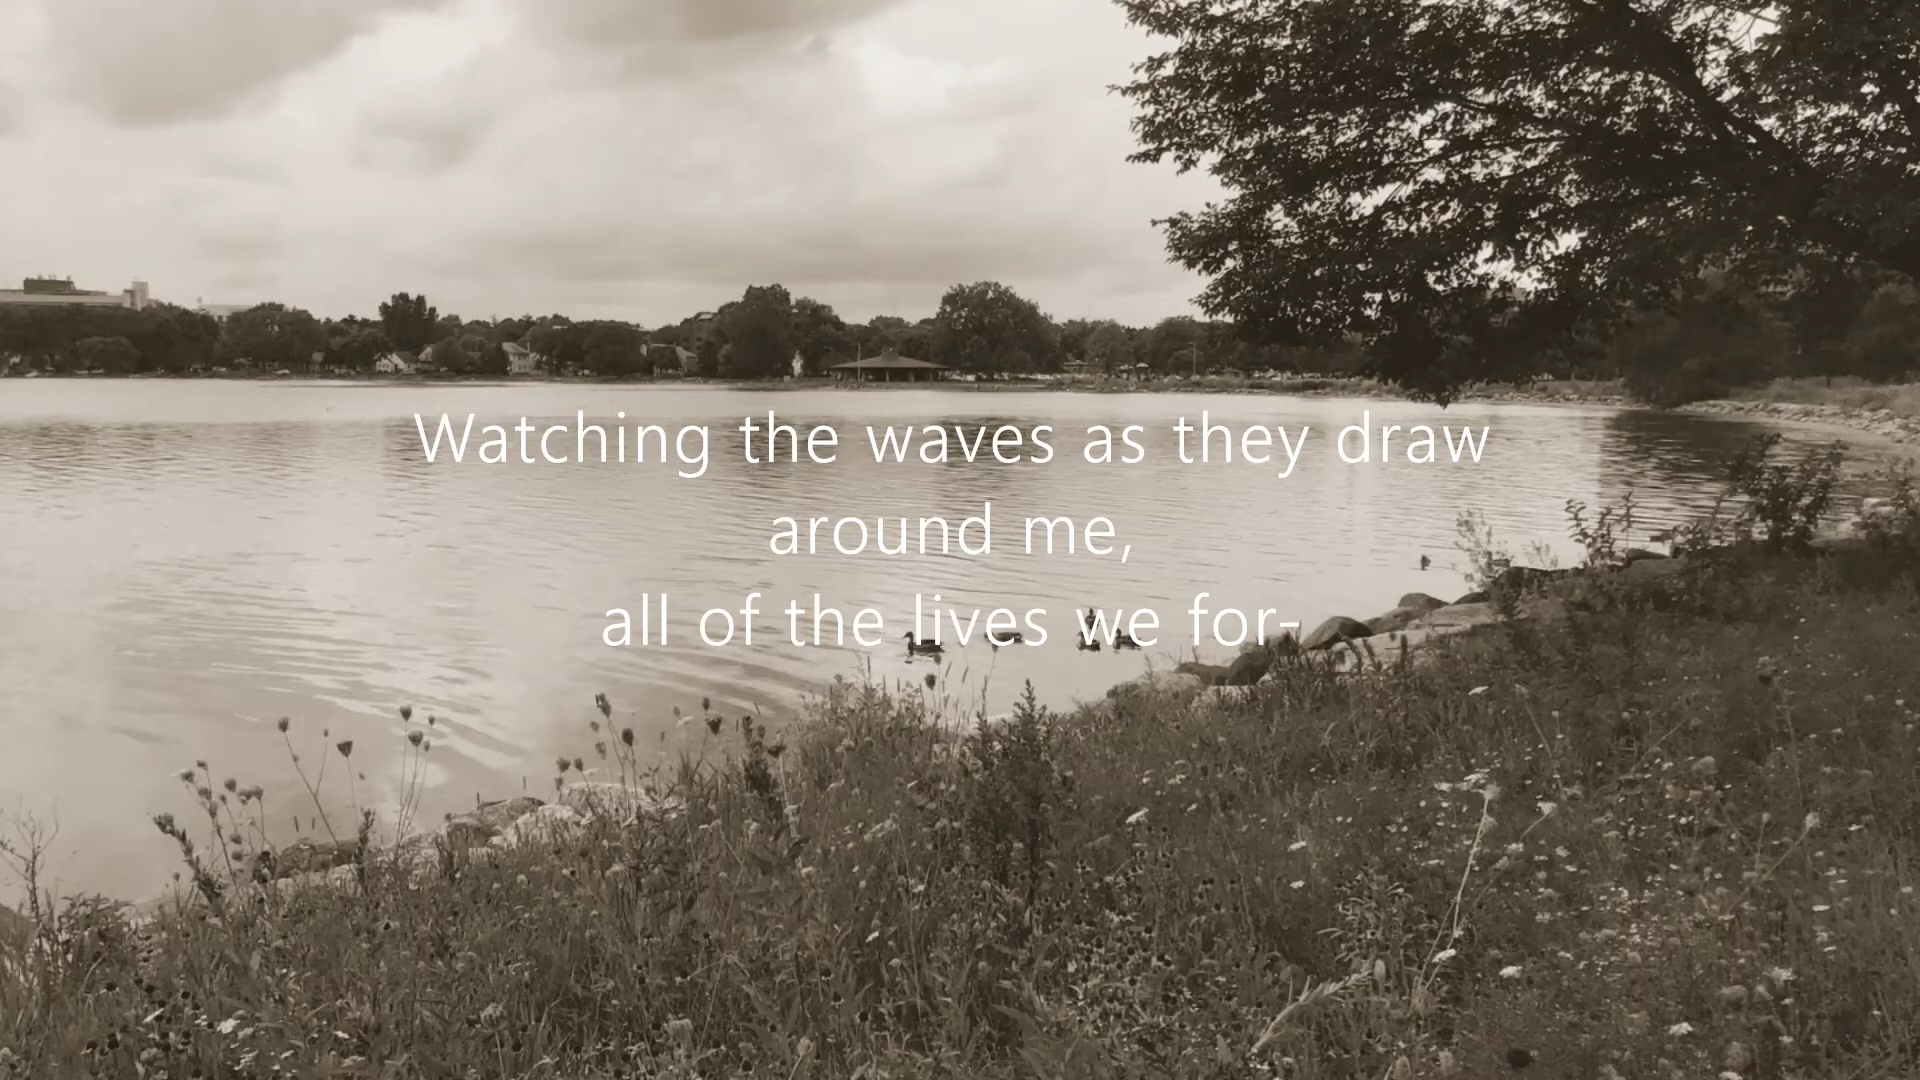 Watching the waves as they draw
around me,
all of the lives we for-